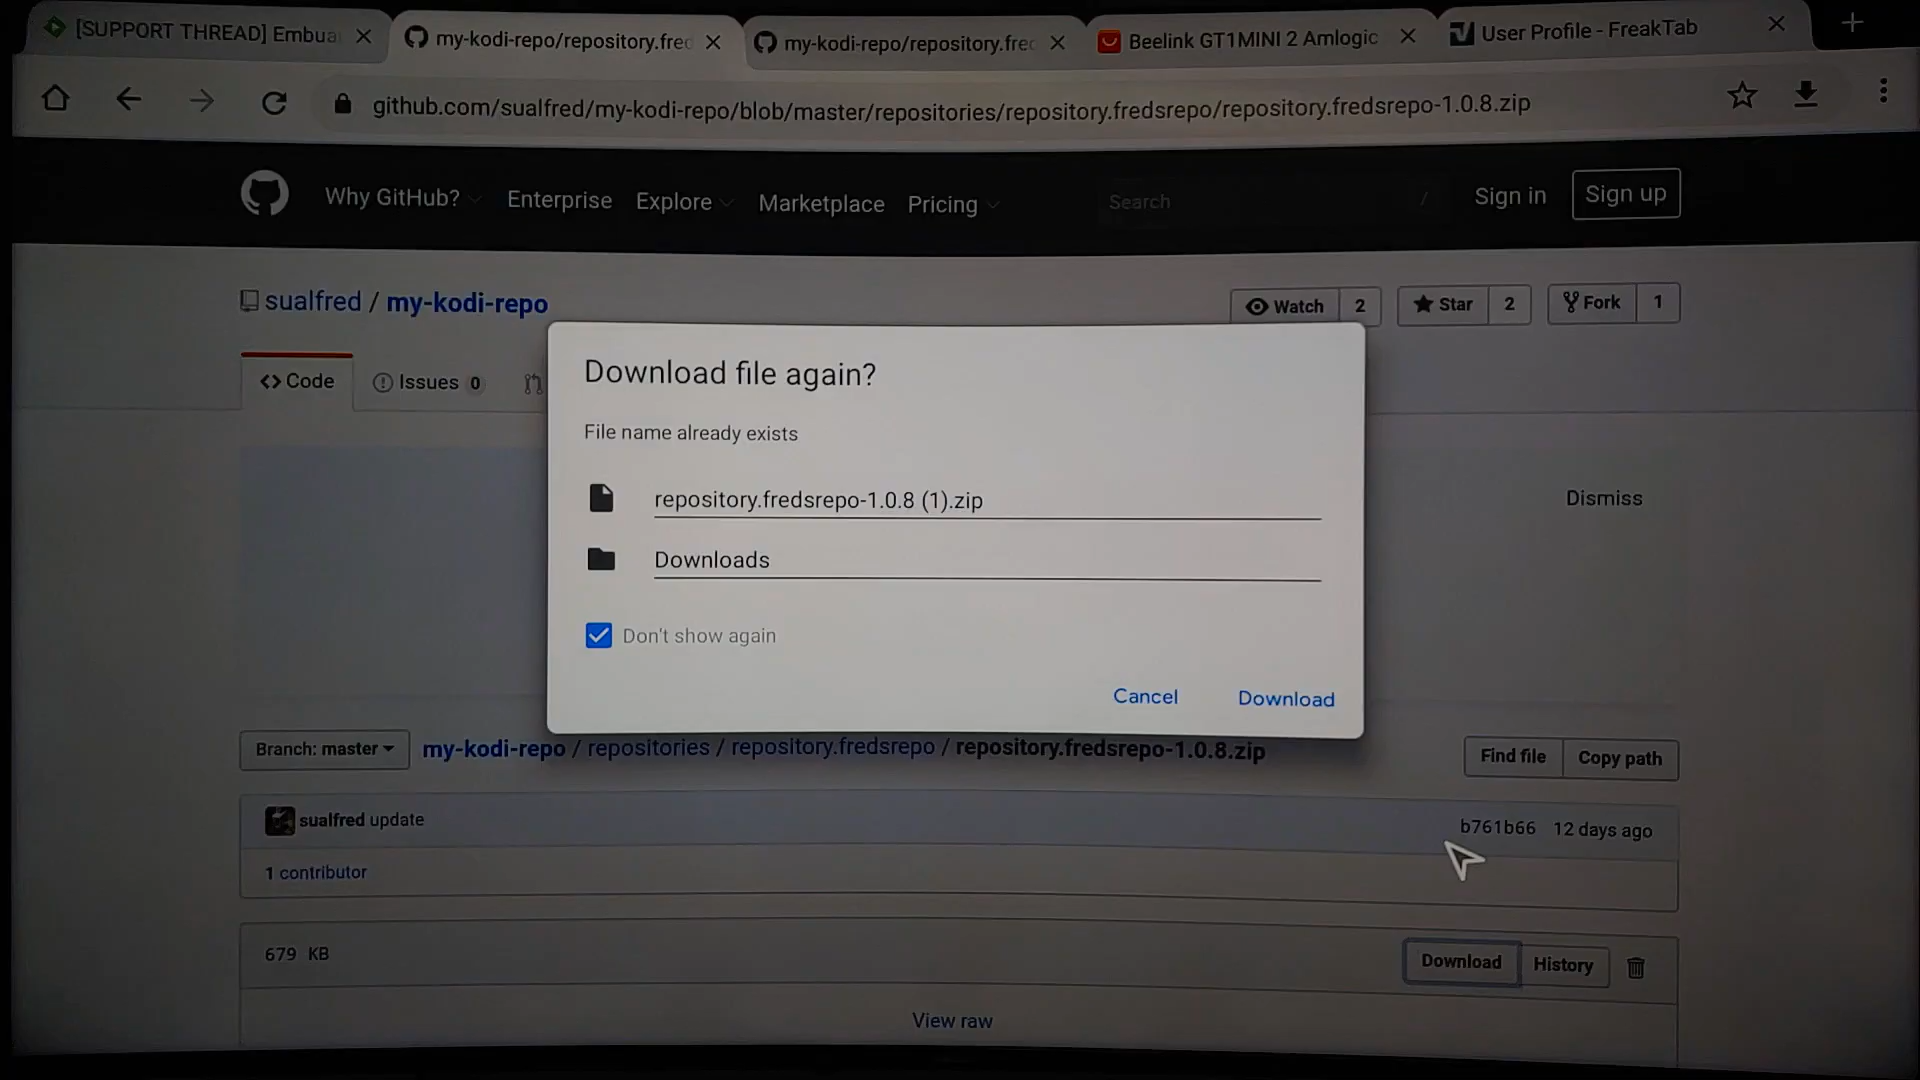 [SUPPORT THREAD] Embua
my-kodi-repo/repository.fred
my-kodi-repo/repository.frec
Beelink GT1MINI 2 Amlogic
User Profile - FreakTab
github.com/sualfred/my-kodi-repo/blob/master/repositories/repository.fredsrepo/repository.fredsrepo-1.0.8.zip
Why GitHub? Enterprise Explore Marketplace Pricing Search / Sign in Sign up
sualfred / my-kodi-repo
Watch 2 Star 2 Fork 1
Code Issues 0
Download file again?
File name already exists
repository.fredsrepo-1.0.8 (1).zip
Dismiss
Downloads
Don't show again
Cancel Download
Branch: master my-kodi-repo / repositories / repository.fredsrepo / repository.fredsrepo-1.0.8.zip Find file Copy path
sualfred update b761b66 12 days ago
1 contributor
679 KB Download History
View raw